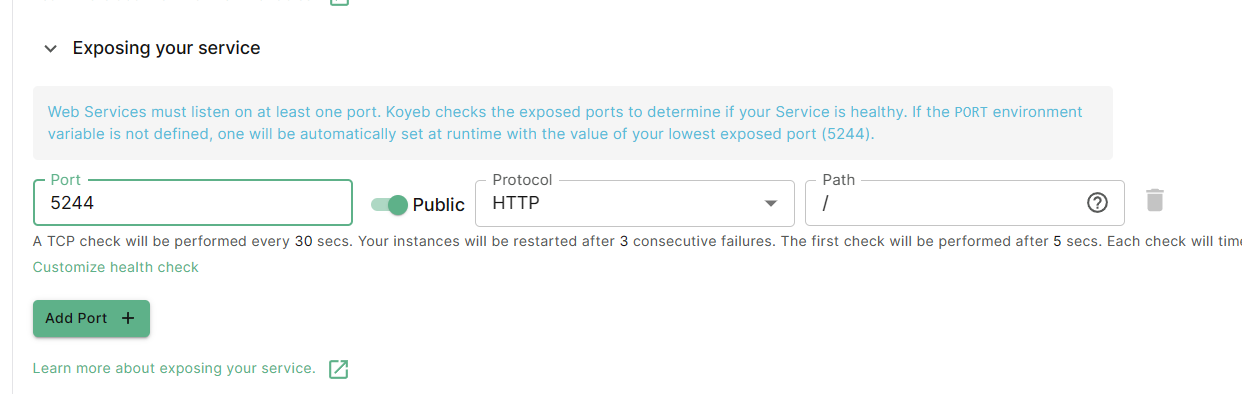 Exposing your service
Web Services must listen on at least one port. Koyeb checks the exposed ports to determine if your Service is healthy. If the PORT environment
variable is not defined, one will be automatically set at runtime with the value of your lowest exposed port (5244).
Port
5244
Public
Protocol
HTTP
Path
/
A TCP check will be performed every 30 secs. Your instances will be restarted after 3 consecutive failures. The first check will be performed after 5 secs. Each check will
Customize health check
Add Port +
Learn more about exposing your service.